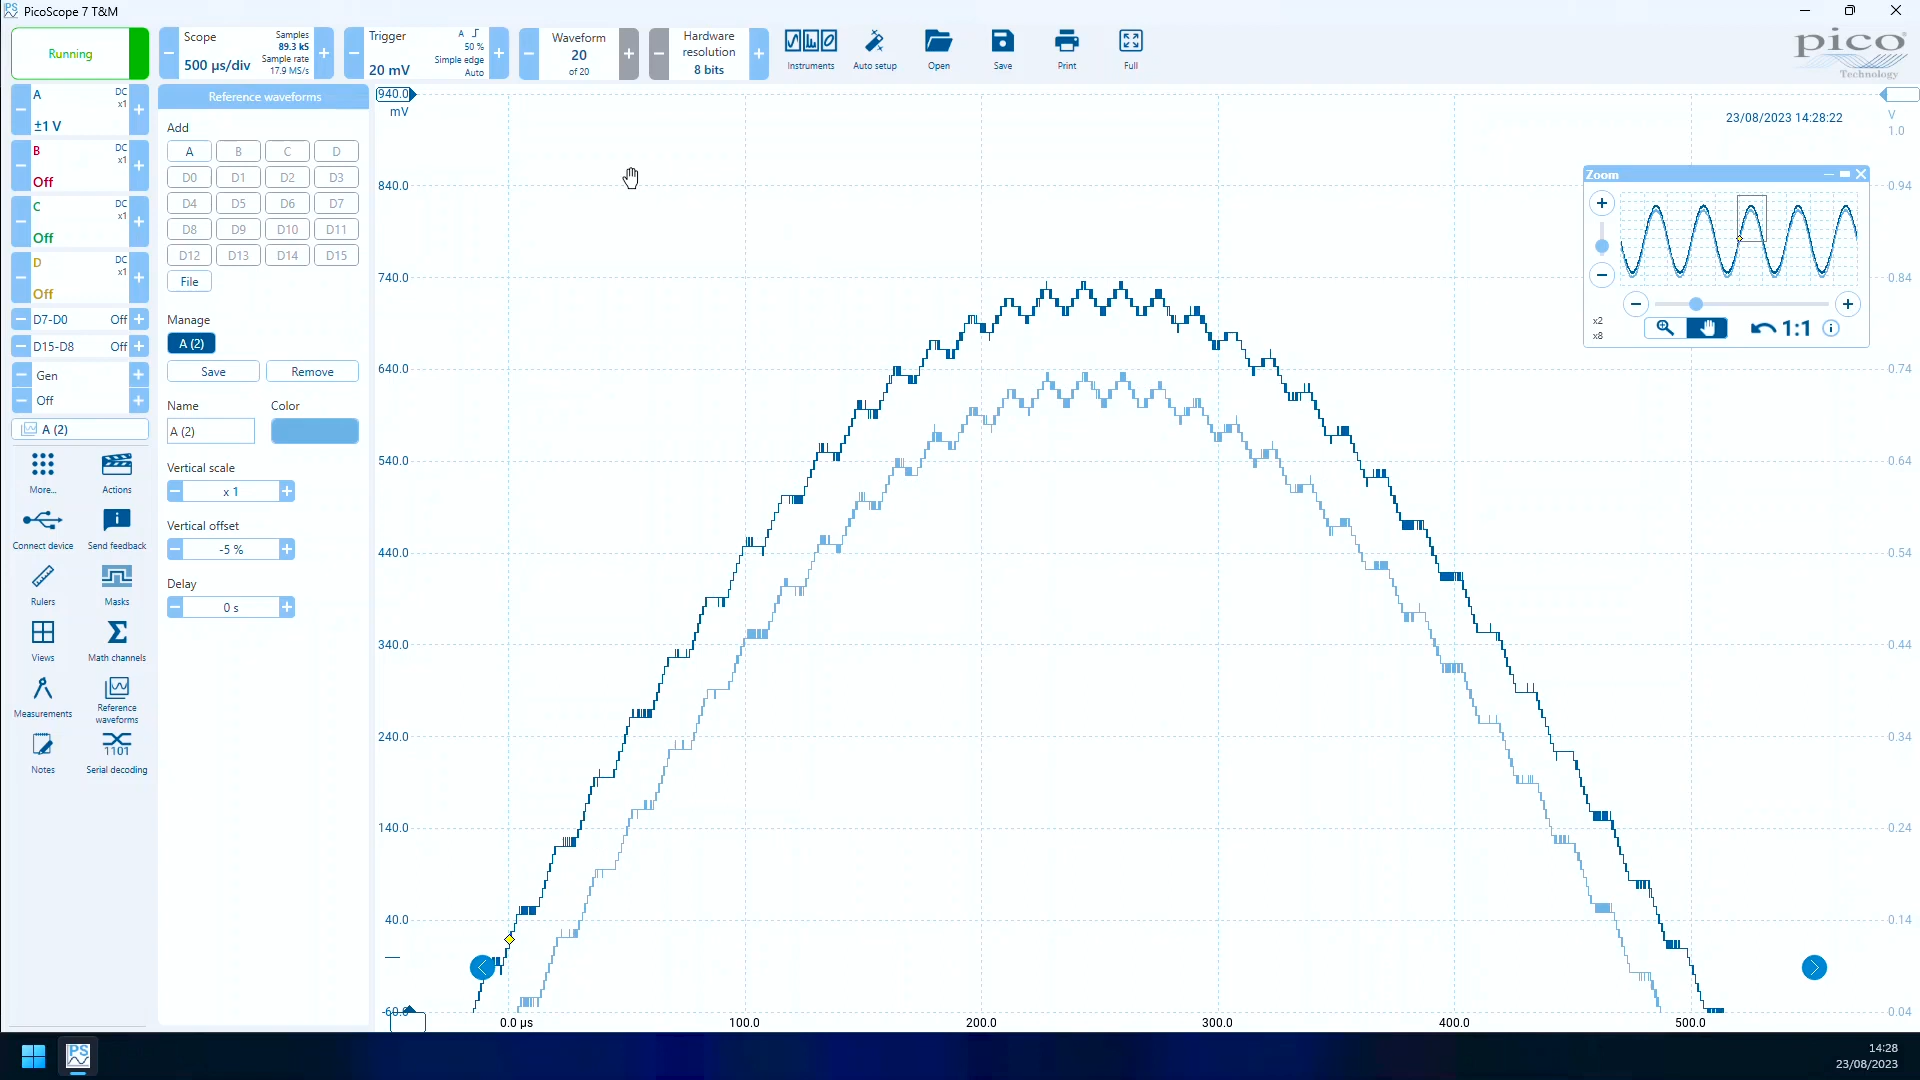 PicoScope 7 T&M
Running
Scope
500 µs/div
Samples
89.3 kS
Sample rate
17.9 MS/s
Trigger
20 mV
A
50 %
Simple edge
Auto
Waveform
20
of 20
Hardware
resolution
8 bits
Instruments
Auto setup
Open
Save
Print
Full
pico
Technology
A
DC
x1
±1 V
B
DC
x1
Off
C
DC
x1
Off
D
DC
x1
Off
D7-D0 Off
D15-D8 Off
Gen
Off
A (2)
More...
Actions
Connect device
Send feedback
Rulers
Masks
Views
Math channels
Measurements
Reference
waveforms
Notes
1101
Serial decoding
Reference waveforms
Add
A B C D
D0 D1 D2 D3
D4 D5 D6 D7
D8 D9 D10 D11
D12 D13 D14 D15
File
Manage
A (2)
Save Remove
Name Color
A (2)
Vertical scale
x 1
Vertical offset
-5 %
Delay
0 s
940.0
mV
840.0
740.0
640.0
540.0
440.0
340.0
240.0
140.0
40.0
-60.0
0.0 µs
100.0
200.0
300.0
400.0
500.0
23/08/2023 14:28:22
V
1.0
0.94
0.84
0.74
0.64
0.54
0.44
0.34
0.24
0.14
0.04
Zoom
x2
x8
1:1
PS
14:28
23/08/2023